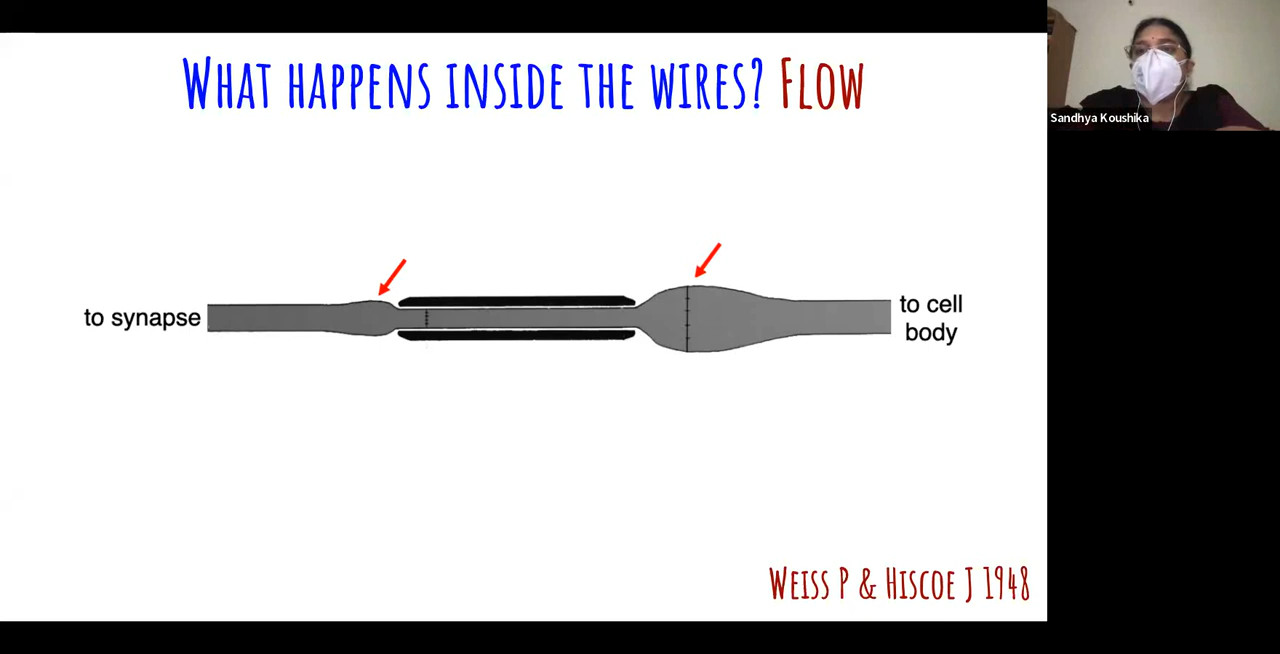 WHAT HAPPENS INSIDE THE WIRES? FLOW
Sandhya Koushika
to synapse
to cell
body
WEISS P & HISCOE J 1948